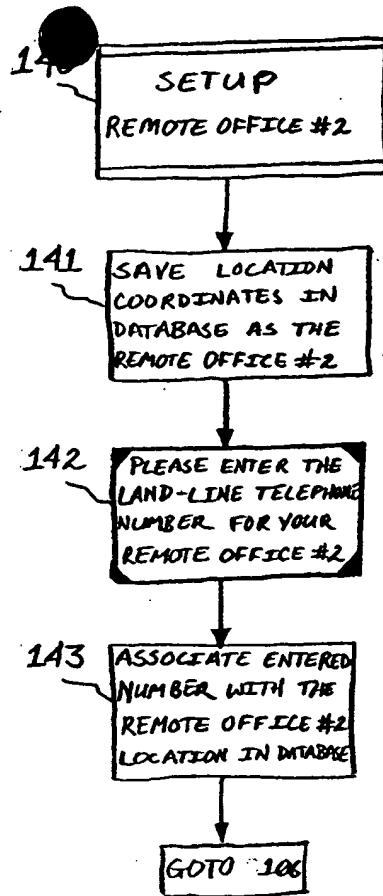 SETUP
REMOTE OFFICE #2
141
SAVE LOCATION
COORDINATES IN
DATABASE AS THE
REMOTE OFFICE #2
142
PLEASE ENTER THE
LAND-LINE TELEPHONE
NUMBER FOR YOUR
REMOTE OFFICE #2
143
ASSOCIATE ENTERED
NUMBER WITH THE
REMOTE OFFICE #2
LOCATION IN DATABASE
GOTO 106